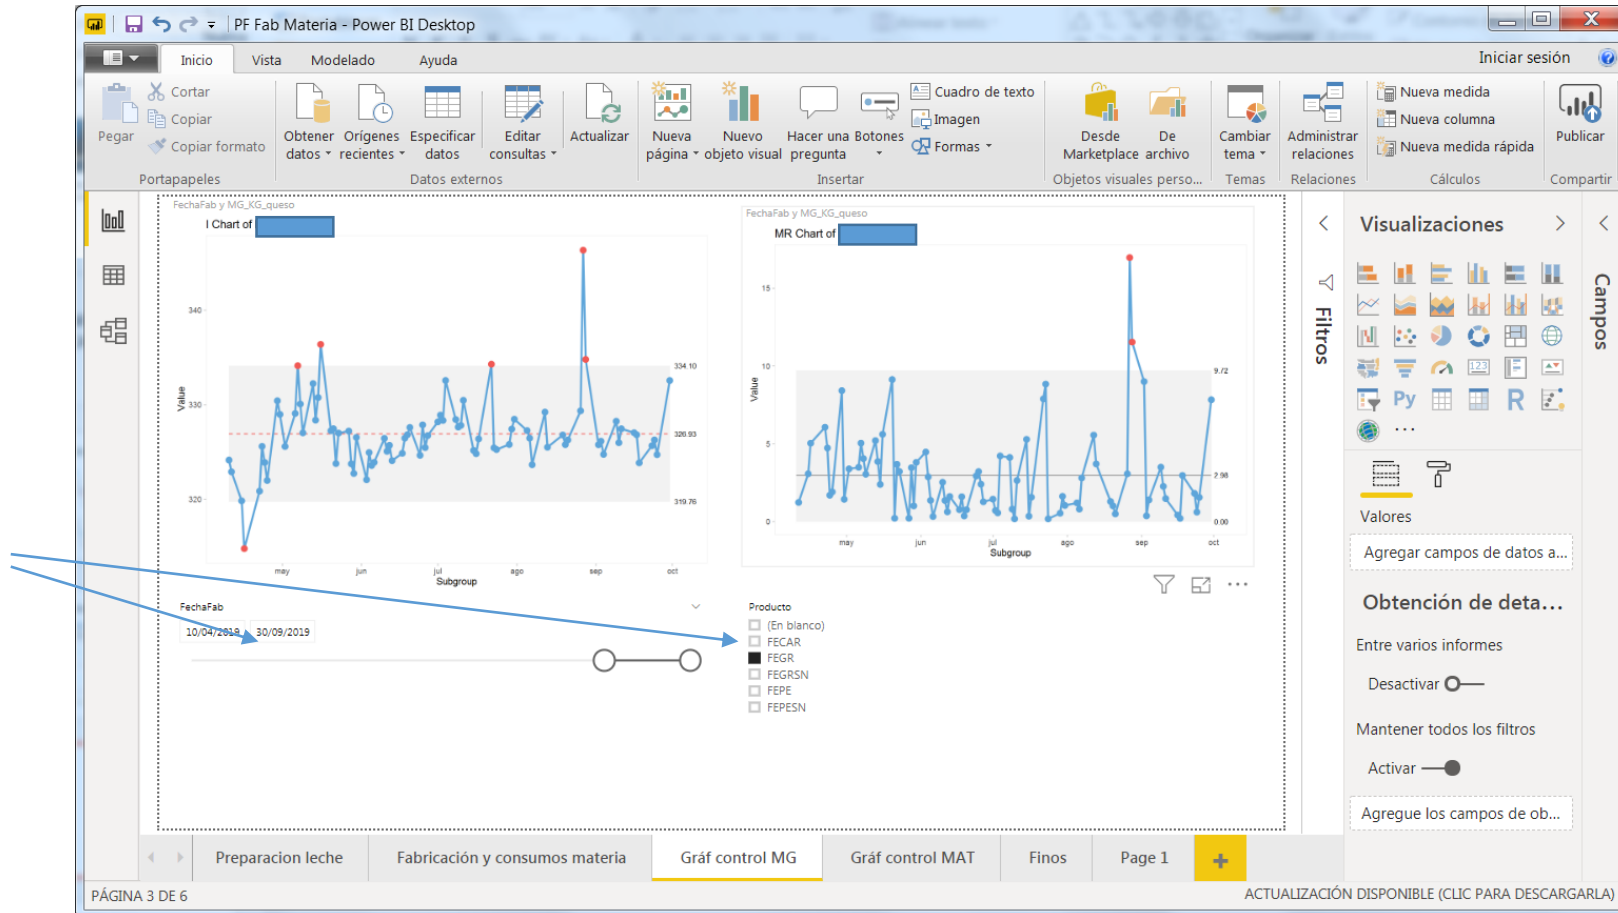 PF Fab Materia - Power BI Desktop
Inicio Vista Modelado Ayuda Iniciar sesión
Pegar
Cortar
Copiar
Copiar formato
Portapapeles
Obtener datos
Orígenes recientes
Especificar datos
Editar consultas
Actualizar
Datos externos
Nueva página
Nuevo objeto visual
Hacer una pregunta
Botones
Cuadro de texto
Imagen
Formas
Insertar
Desde Marketplace
De archivo
Objetos visuales perso...
Cambiar tema
Temas
Administrar relaciones
Relaciones
Nueva medida
Nueva columna
Nueva medida rápida
Cálculos
Publicar
Compartir
FechaFab y MG_KG_queso
I Chart of
340
330
320
Value
334.10
326.93
319.76
may jun jul ago sep oct
Subgroup
FechaFab y MG_KG_queso
MR Chart of
15
10
5
0
Value
9.72
2.98
0.00
may jun jul ago sep oct
Subgroup
FechaFab
10/04/2019 30/09/2019
Producto
(En blanco)
FECAR
FEGR
FEGRSN
FEPE
FEPESN
Filtros
Visualizaciones
123
Py
R
Valores
Agregar campos de datos a...
Obtención de deta...
Entre varios informes
Desactivar
Mantener todos los filtros
Activar
Agregue los campos de ob...
Campos
Preparacion leche Fabricación y consumos materia Gráf control MG Gráf control MAT Finos Page 1 +
PÁGINA 3 DE 6
ACTUALIZACIÓN DISPONIBLE (CLIC PARA DESCARGARLA)